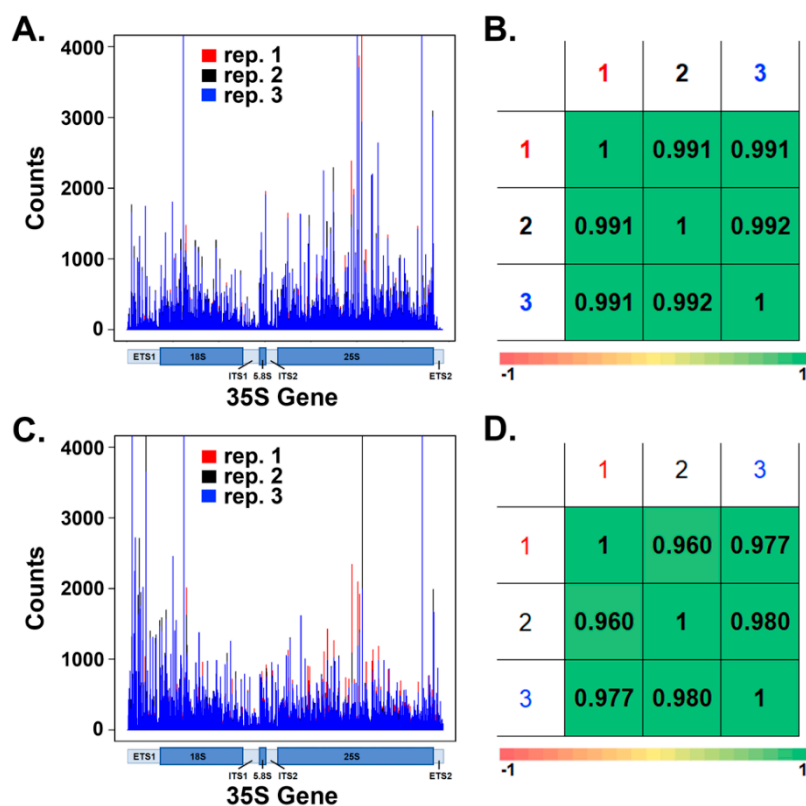 A.
4000
3000
2000
1000
0
Counts
rep. 1
rep. 2
rep. 3
ETS1 18S 25S
ITS1 5.8S ITS2 ETS2
35S Gene
B.
1 2 3
1 1 0.991 0.991
2 0.991 1 0.992
3 0.991 0.992 1
-1 1
C.
4000
3000
2000
1000
0
Counts
rep. 1
rep. 2
rep. 3
ETS1 18S 25S
ITS1 5.8S ITS2 ETS2
35S Gene
D.
1 2 3
1 1 0.960 0.977
2 0.960 1 0.980
3 0.977 0.980 1
-1 1